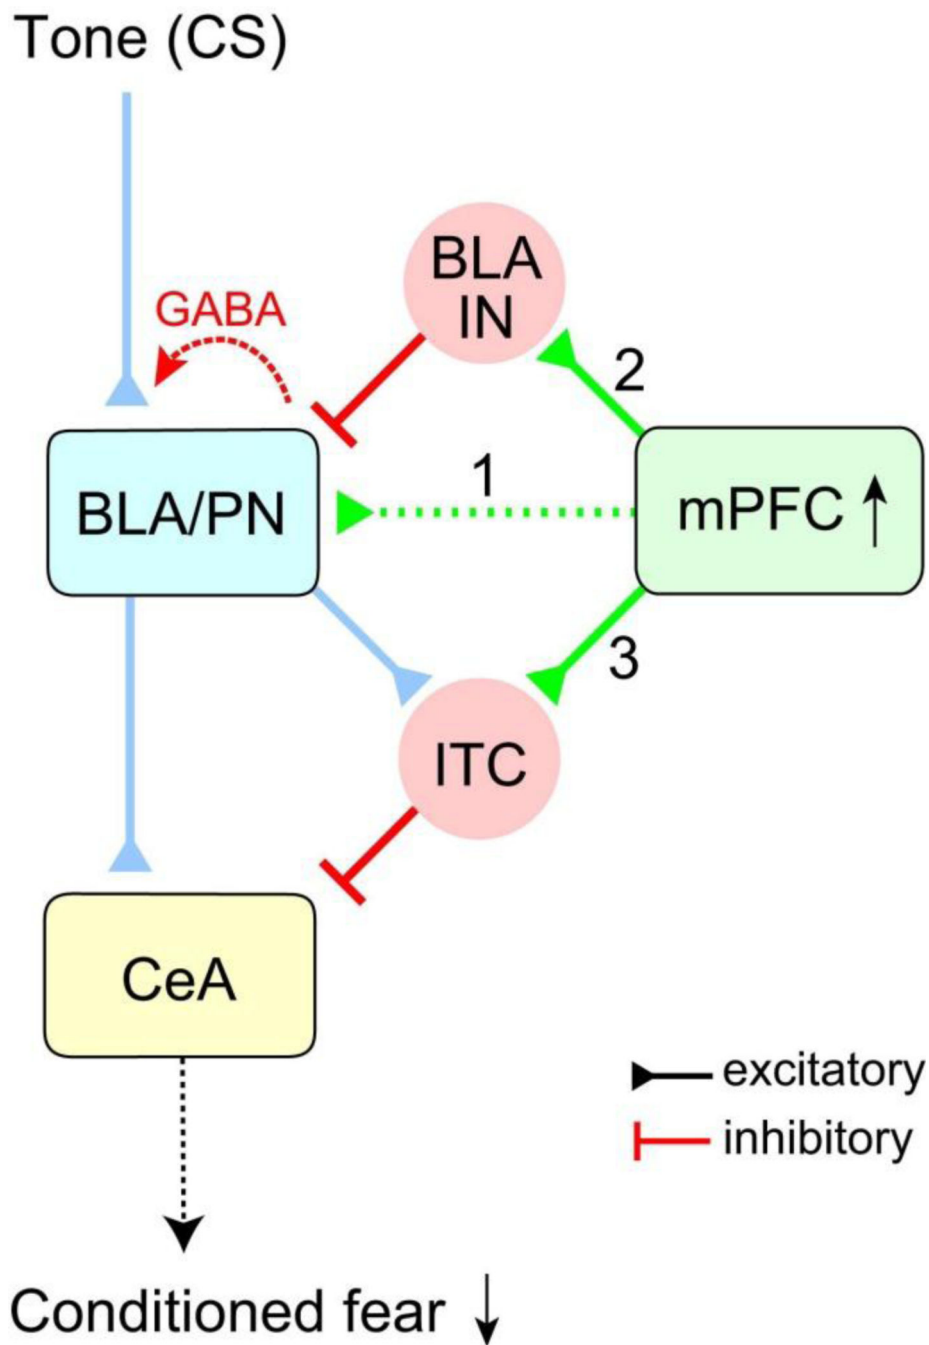 Tone (CS)
BLA
IN
GABA
2
1
BLA/PN
mPFC ↑
3
ITC
CeA
excitatory
inhibitory
Conditioned fear ↓